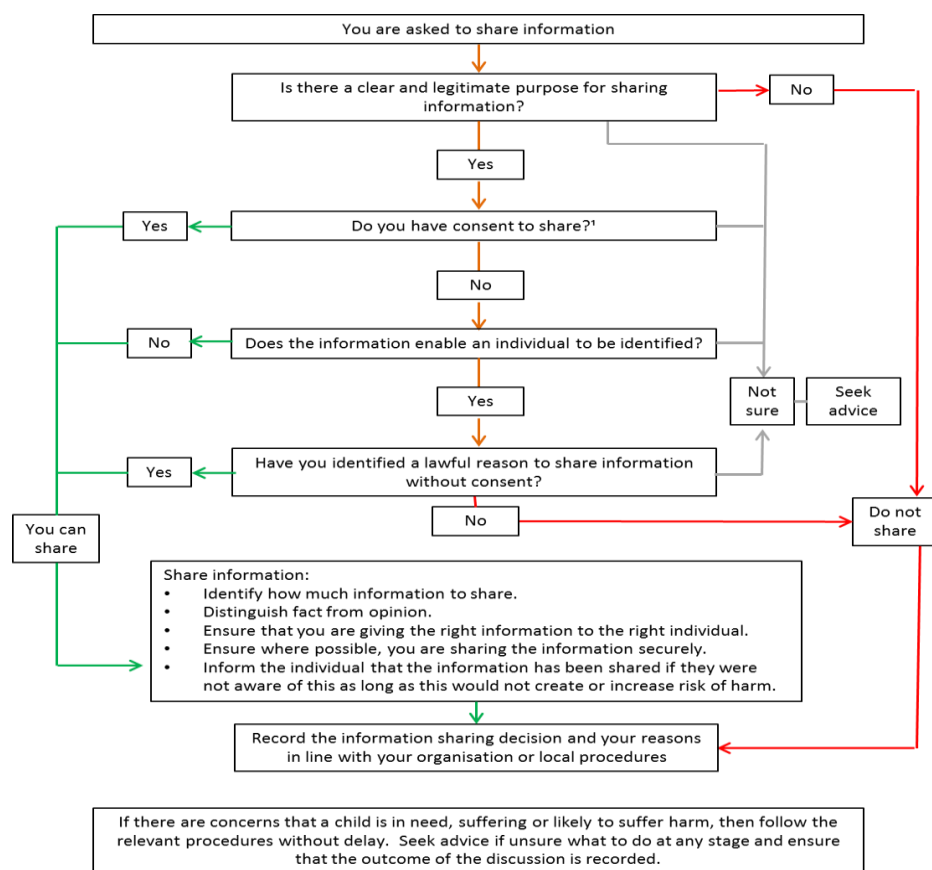 You are asked to share information
Is there a clear and legitimate purpose for sharing
information?
No
Yes
Yes
Do you have consent to share?¹
No
No
Does the information enable an individual to be identified?
Yes
Not
sure
Seek
advice
Yes
Have you identified a lawful reason to share information
without consent?
No
Do not
share
You can
share
Share information:
• Identify how much information to share.
• Distinguish fact from opinion.
• Ensure that you are giving the right information to the right individual.
• Ensure where possible, you are sharing the information securely.
• Inform the individual that the information has been shared if they were
not aware of this as long as this would not create or increase risk of harm.
Record the information sharing decision and your reasons
in line with your organisation or local procedures
If there are concerns that a child is in need, suffering or likely to suffer harm, then follow the
relevant procedures without delay.  Seek advice if unsure what to do at any stage and ensure
that the outcome of the discussion is recorded.